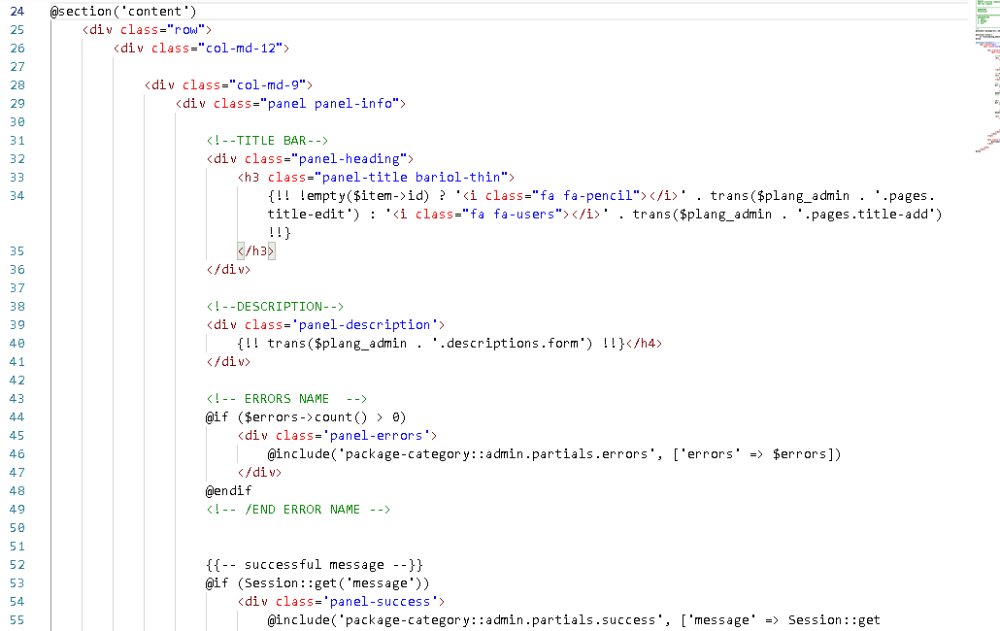 24 @section('content')
25 <div class="row">
26 <div class="col-md-12">
27
28 <div class="col-md-9">
29 <div class="panel panel-info">
30
31 <!--TITLE BAR-->
32 <div class="panel-heading">
33 <h3 class="panel-title bariol-thin">
34 {!! !empty($item->id) ? '<i class="fa fa-pencil"></i>' . trans($plang_admin . '.pages.
title-edit') : '<i class="fa fa-users"></i>' . trans($plang_admin . '.pages.title-add')
!!}
35 </h3>
36 </div>
37
38 <!--DESCRIPTION-->
39 <div class='panel-description'>
40 {!! trans($plang_admin . '.descriptions.form') !!}</h4>
41 </div>
42
43 <!-- ERRORS NAME  -->
44 @if ($errors->count() > 0)
45 <div class='panel-errors'>
46 @include('package-category::admin.partials.errors', ['errors' => $errors])
47 </div>
48 @endif
49 <!-- /END ERROR NAME -->
50
51
52 {{-- successful message --}}
53 @if (Session::get('message'))
54 <div class='panel-success'>
55 @include('package-category::admin.partials.success', ['message' => Session::get